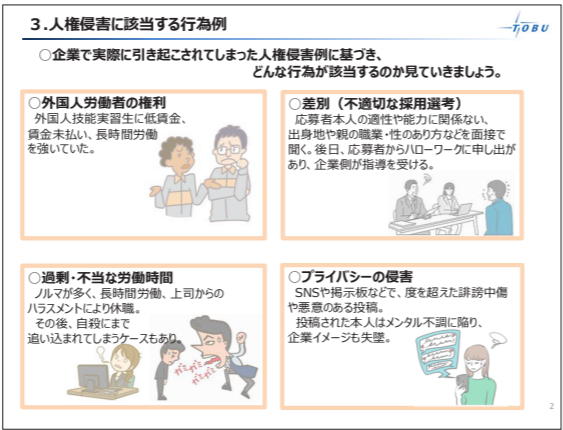 3.人権侵害に該当する行為例
TOBU
○企業で実際に引き起こされてしまった人権侵害例に基づき、
どんな行為が該当するのか見ていきましょう。
○外国人労働者の権利
外国人技能実習生に低賃金、
賃金未払い、長時間労働
を強いていた。
○差別（不適切な採用選考）
応募者本人の適性や能力に関係ない、
出身地や親の職業・性のあり方などを面接で
聞く。後日、応募者からハローワークに申し出が
あり、企業側が指導を受ける。
○過剰・不当な労働時間
ノルマが多く、長時間労働、上司からの
ハラスメントにより休職。
その後、自殺にまで
追い込まれてしまうケースもあり。
ガミガミ
ガミガミ
○プライバシーの侵害
SNSや掲示板などで、度を超えた誹謗中傷
や悪意のある投稿。
投稿された本人はメンタル不調に陥り、
企業イメージも失墜。
2